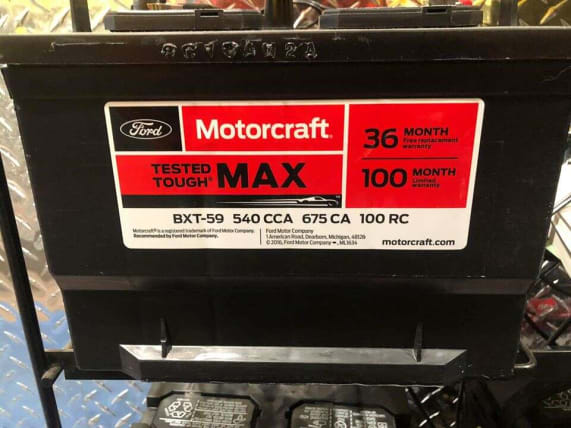 Ford
Motorcraft®
TESTED
TOUGH® MAX
36 MONTH
Free replacement
warranty
100 MONTH
Limited
warranty
BXT-59 540 CCA 675 CA 100 RC
Motorcraft® is a registered trademark of Ford Motor Company.
Recommended by Ford Motor Company.
Ford Motor Company
1 American Road, Dearborn, Michigan, 48126
© 2016, Ford Motor Company
motorcraft.com